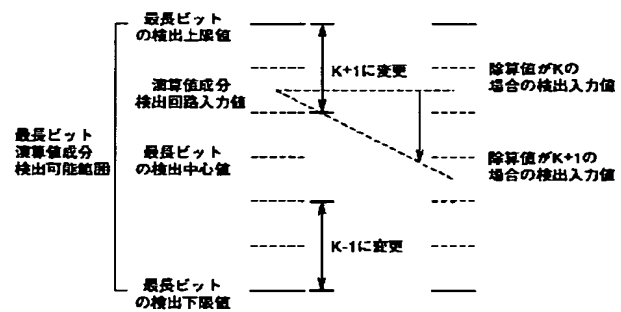 最長ビット
の検出上限値
K+1に変更
除算値がKの
場合の検出入力値
演算値成分
検出回路入力値
最長ビット
演算値成分
検出可能範囲
最長ビット
の検出中心値
除算値がK+1の
場合の検出入力値
K-1に変更
最長ビット
の検出下限値